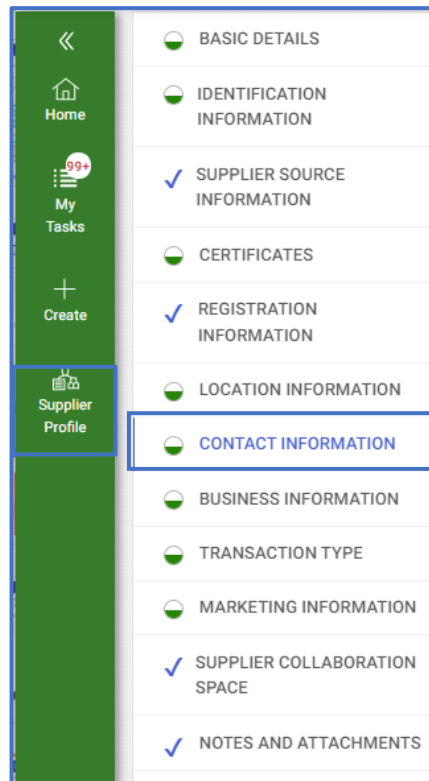 Home
99+
My
Tasks
Create
Supplier
Profile
BASIC DETAILS
IDENTIFICATION
INFORMATION
SUPPLIER SOURCE
INFORMATION
CERTIFICATES
REGISTRATION
INFORMATION
LOCATION INFORMATION
CONTACT INFORMATION
BUSINESS INFORMATION
TRANSACTION TYPE
MARKETING INFORMATION
SUPPLIER COLLABORATION
SPACE
NOTES AND ATTACHMENTS